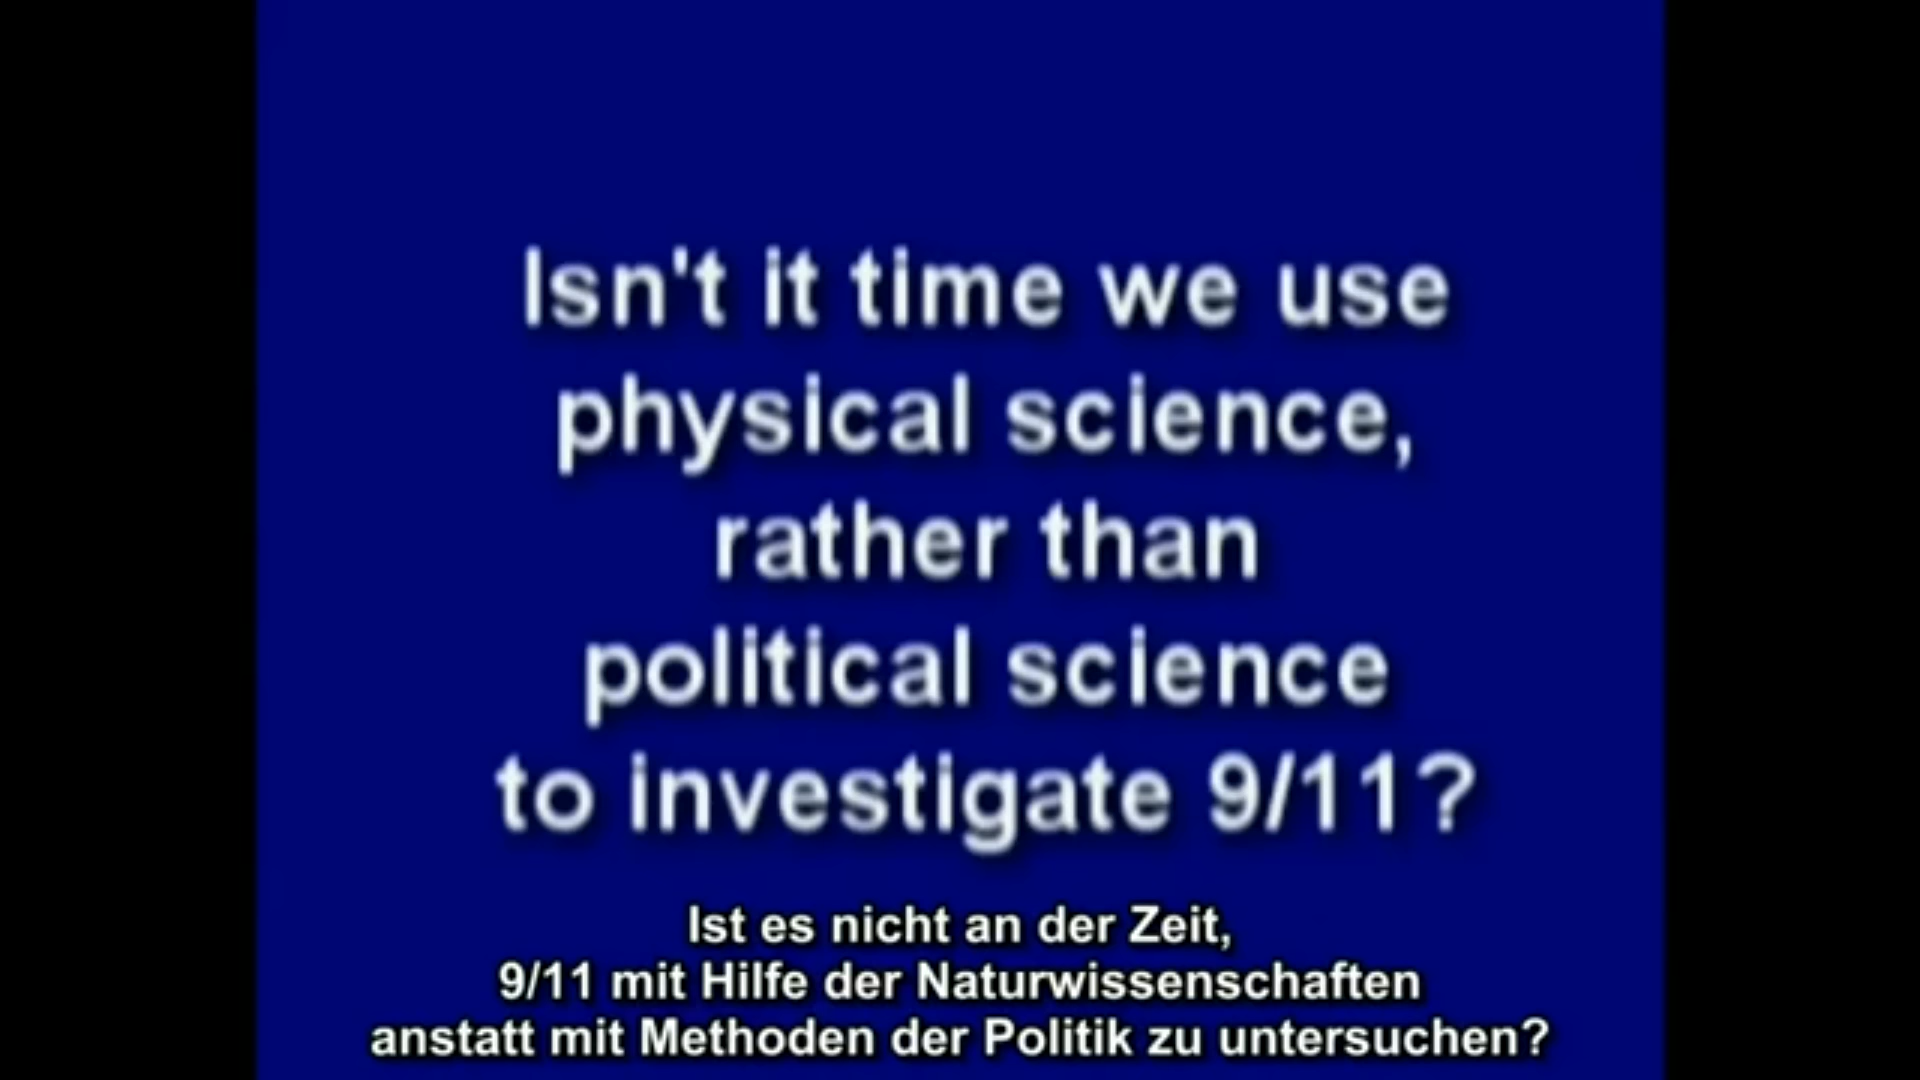 Isn't it time we use
physical science,
rather than
political science
to investigate 9/11?
Ist es nicht an der Zeit,
9/11 mit Hilfe der Naturwissenschaften
anstatt mit Methoden der Politik zu untersuchen?